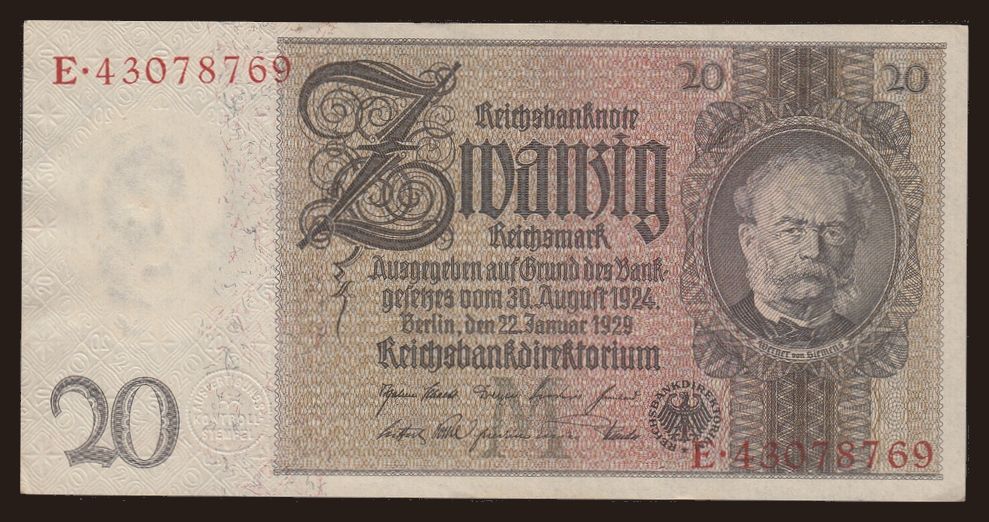 E·43078769
20 20
Reichsbanknote
Zwanzig
Reichsmark
Ausgegeben auf Grund des Bank-
gesetzes vom 30. August 1924.
Berlin, den 22. Januar 1929
Reichsbankdirektorium
Werner von Siemens
M
REICHSBANKDIREKTORIUM
20
E·43078769